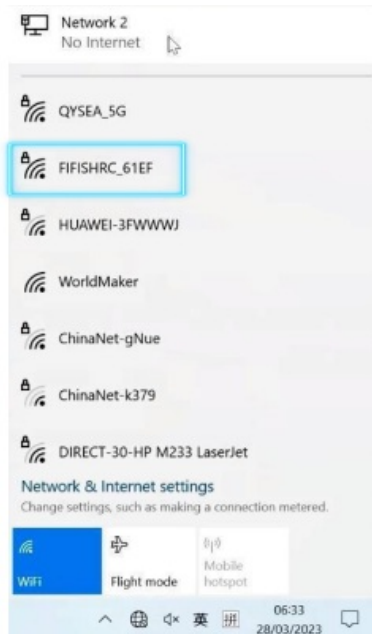 Network 2
No Internet
QYSEA_5G
FIFISHRC_61EF
HUAWEI-3FWWWJ
WorldMaker
ChinaNet-gNue
ChinaNet-k379
DIRECT-30-HP M233 LaserJet
Network & Internet settings
Change settings, such as making a connection metered.
WiFi
Flight mode
Mobile hotspot
英 拼 06:33
28/03/2023